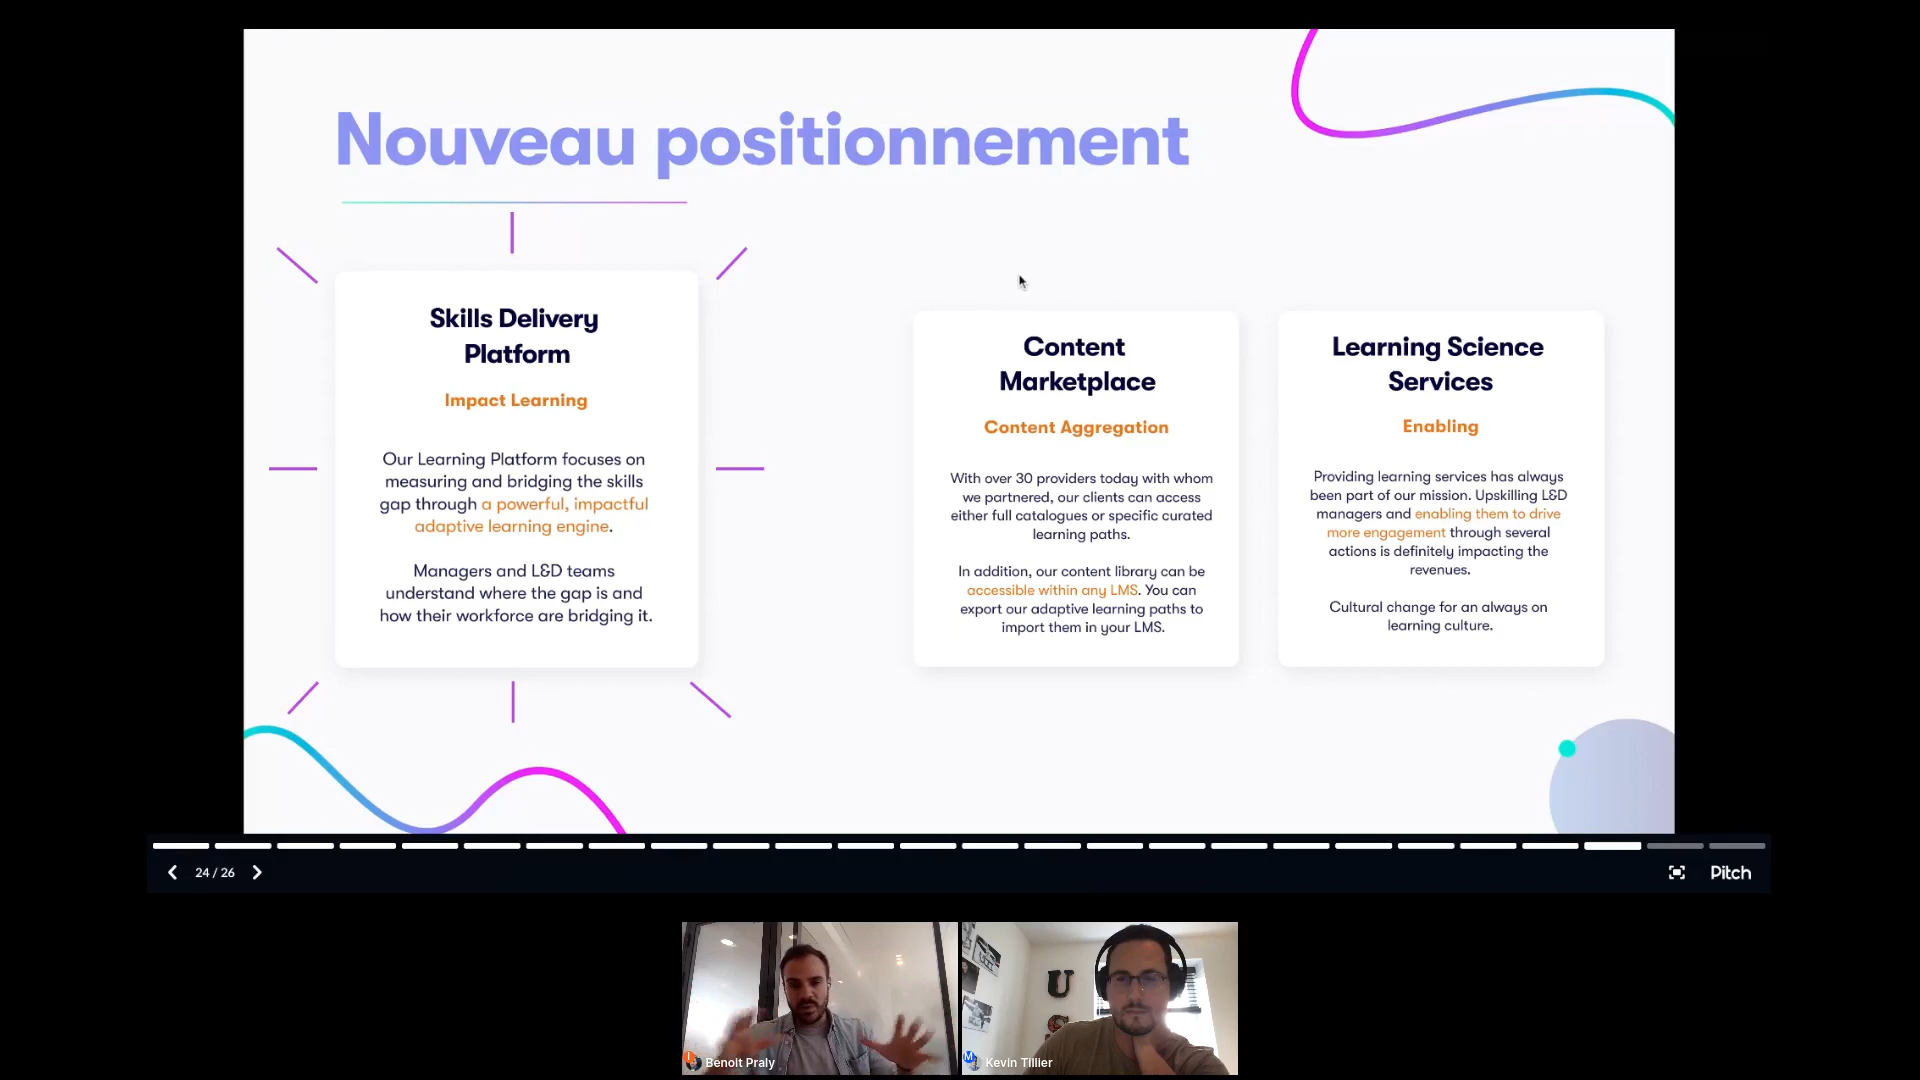 Nouveau positionnement
Skills Delivery
Platform
Impact Learning
Our Learning Platform focuses on
measuring and bridging the skills
gap through a powerful, impactful
adaptive learning engine.
Managers and L&D teams
understand where the gap is and
how their workforce are bridging it.
Content
Marketplace
Content Aggregation
With over 30 providers today with whom
we partnered, our clients can access
either full catalogues or specific curated
learning paths.
In addition, our content library can be
accessible within any LMS. You can
export our adaptive learning paths to
import them in your LMS.
Learning Science
Services
Enabling
Providing learning services has always
been part of our mission. Upskilling L&D
managers and enabling them to drive
more engagement through several
actions is definitely impacting the
revenues.
Cultural change for an always on
learning culture.
24 / 26
Pitch
Benoit Praly
U
M
Kevin Tillier